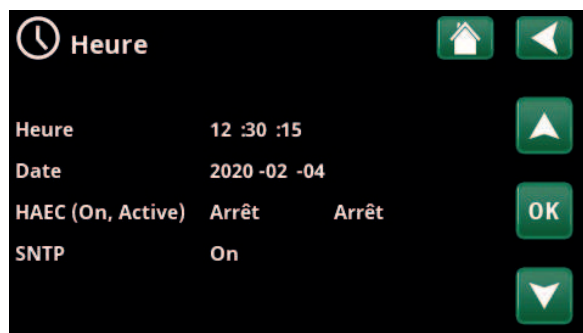 Heure
Heure 12 :30 :15
Date 2020 -02 -04
HAEC (On, Active) Arrêt Arrêt
OK
SNTP On